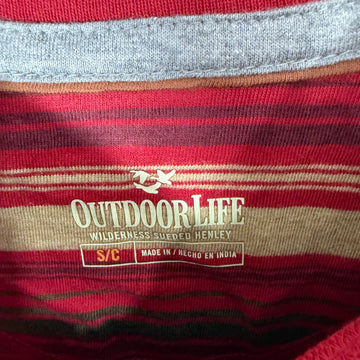 OUTDOOR LIFE
WILDERNESS SUEDED HENLEY
S/C MADE IN / HECHO EN INDIA